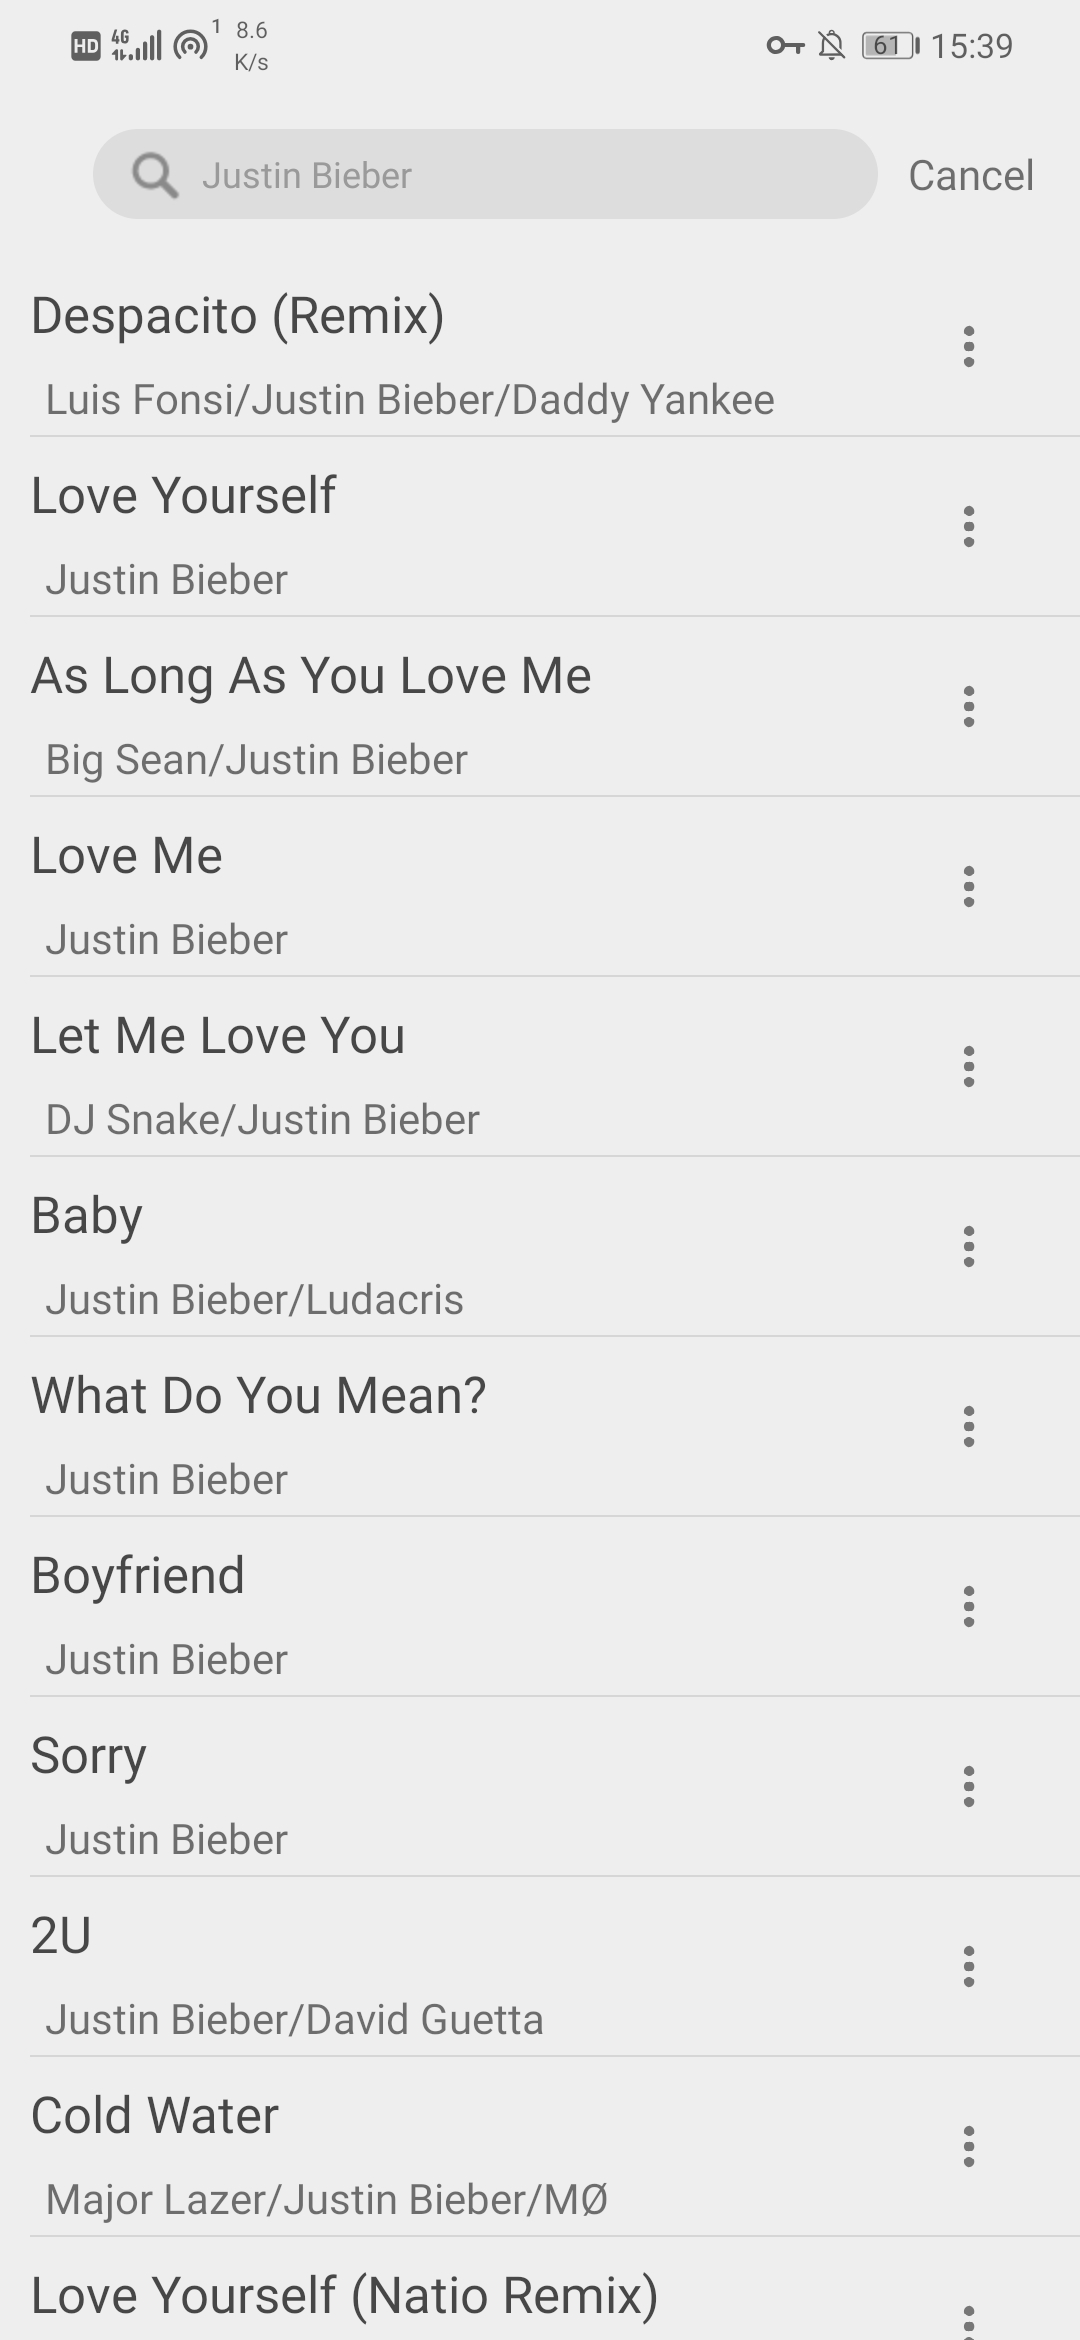 HD 4G 1 8.6 K/s 61 15:39
Justin Bieber Cancel
Despacito (Remix)
Luis Fonsi/Justin Bieber/Daddy Yankee
Love Yourself
Justin Bieber
As Long As You Love Me
Big Sean/Justin Bieber
Love Me
Justin Bieber
Let Me Love You
DJ Snake/Justin Bieber
Baby
Justin Bieber/Ludacris
What Do You Mean?
Justin Bieber
Boyfriend
Justin Bieber
Sorry
Justin Bieber
2U
Justin Bieber/David Guetta
Cold Water
Major Lazer/Justin Bieber/MØ
Love Yourself (Natio Remix)